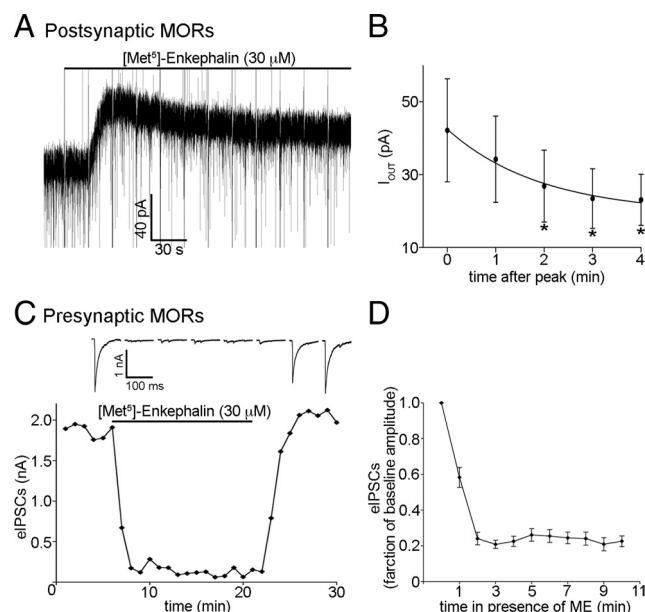 A Postsynaptic MORs
[Met⁵]-Enkephalin (30 µM)
40 pA
30 s
B
50
30
10
I_OUT (pA)
*
*
*
0 1 2 3 4
time after peak (min)
C Presynaptic MORs
1 nA
100 ms
[Met⁵]-Enkephalin (30 µM)
2.0
1.5
1.0
0.5
eIPSCs (nA)
0 10 20 30
time (min)
D
1.0
0.8
0.6
0.4
0.2
0
eIPSCs
(farction of baseline amplitude)
1 3 5 7 9 11
time in presence of ME (min)